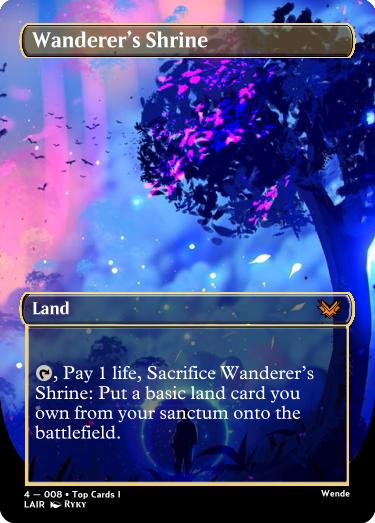 Wanderer's Shrine
Land
, Pay 1 life, Sacrifice Wanderer's
Shrine: Put a basic land card you
own from your sanctum onto the
battlefield.
4 — 008 • Top Cards I
Wende
LAIR Ryky